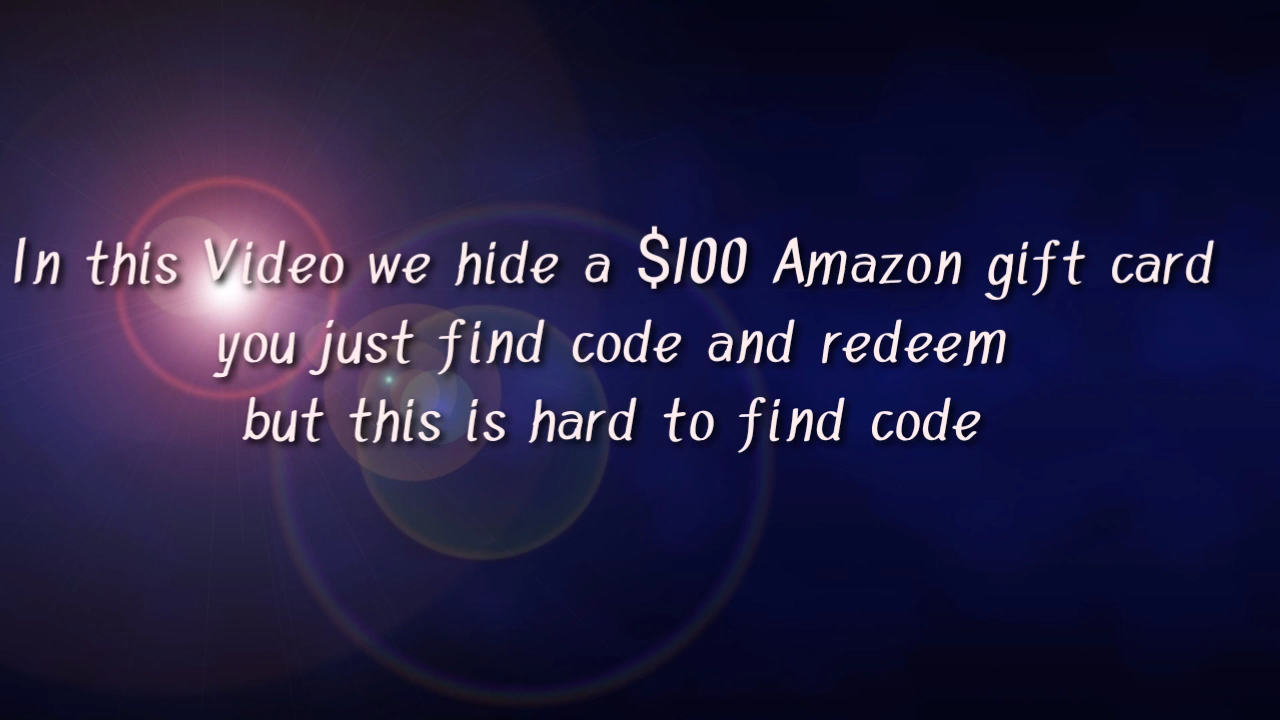 In this Video we hide a $100 Amazon gift card
you just find code and redeem
but this is hard to find code